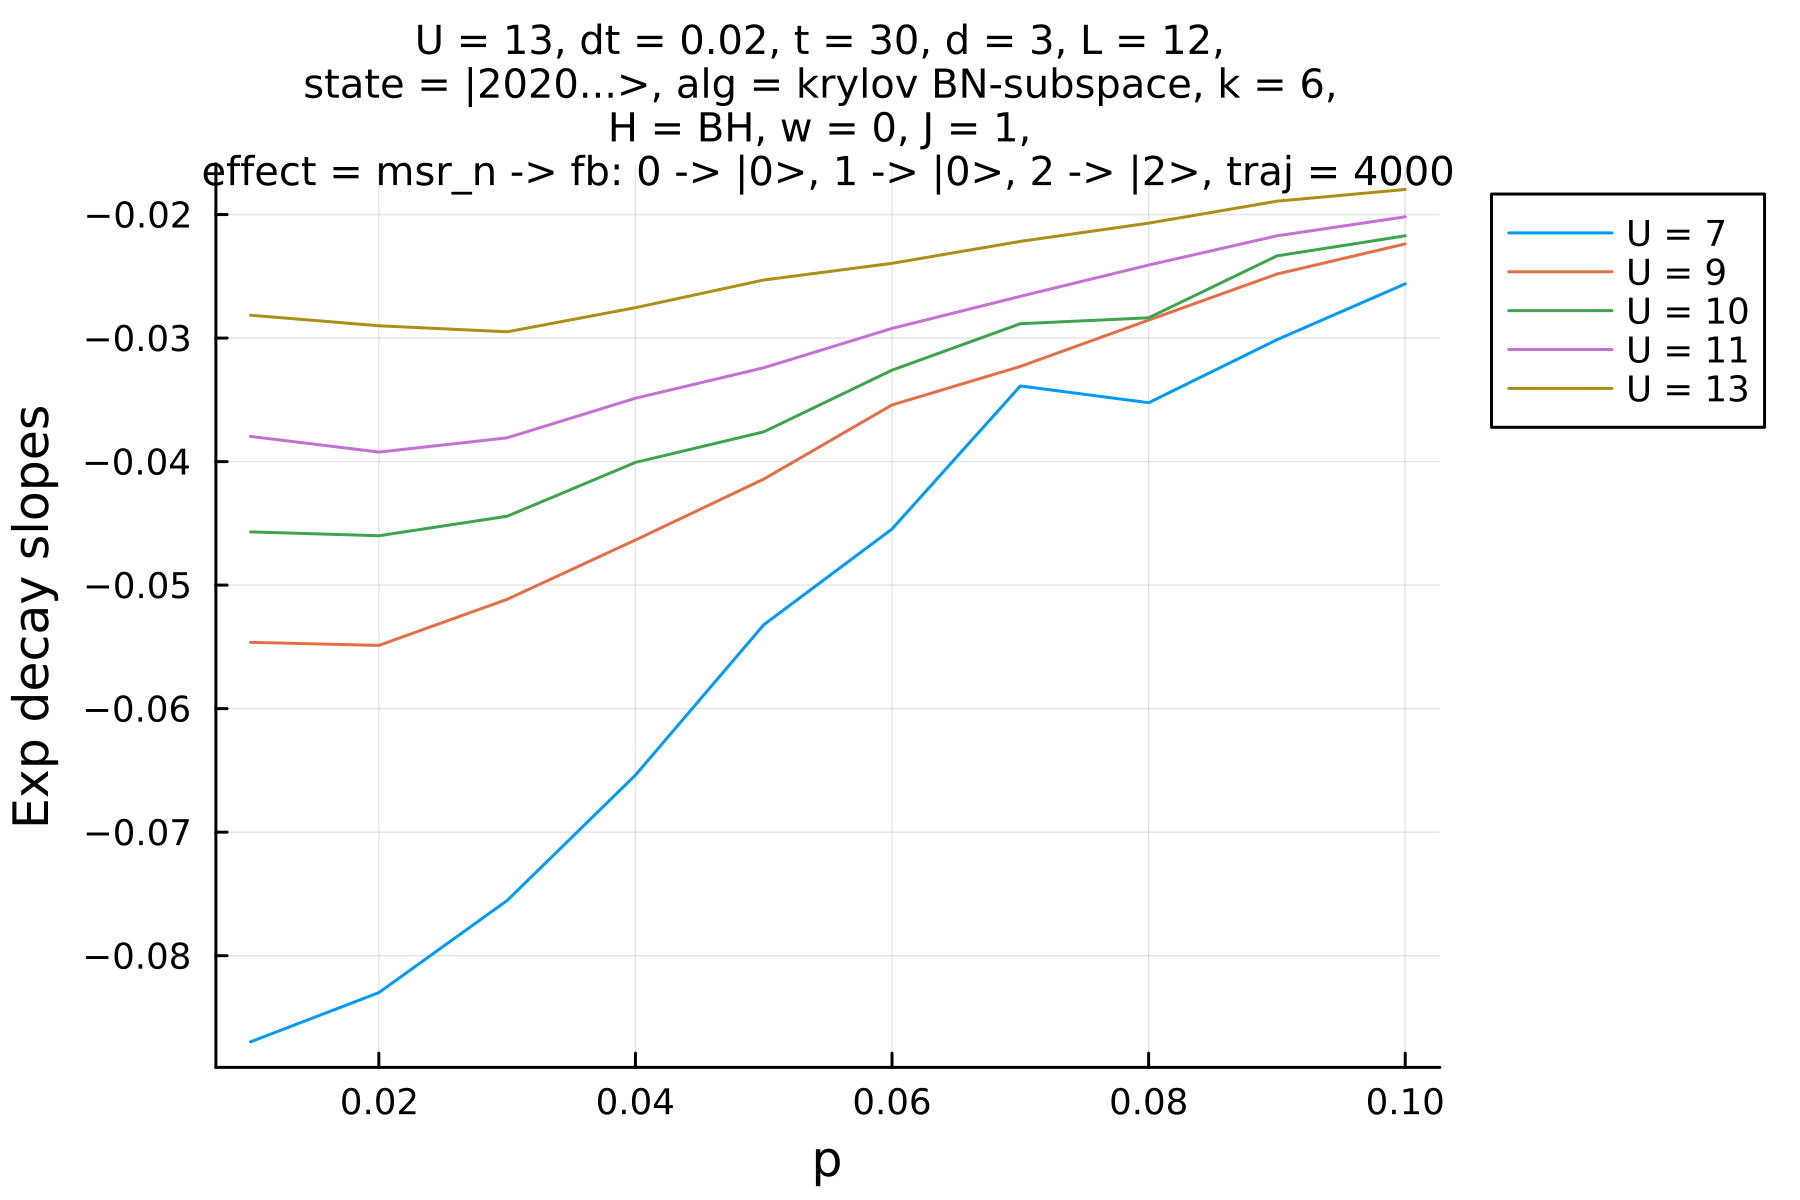 U = 13, dt = 0.02, t = 30, d = 3, L = 12,
state = |2020...>, alg = krylov BN-subspace, k = 6,
H = BH, w = 0, J = 1,
effect = msr_n -> fb: 0 -> |0>, 1 -> |0>, 2 -> |2>, traj = 4000
−0.02
−0.03
−0.04
−0.05
−0.06
−0.07
−0.08
Exp decay slopes
0.02
0.04
0.06
0.08
0.10
p
U = 7
U = 9
U = 10
U = 11
U = 13